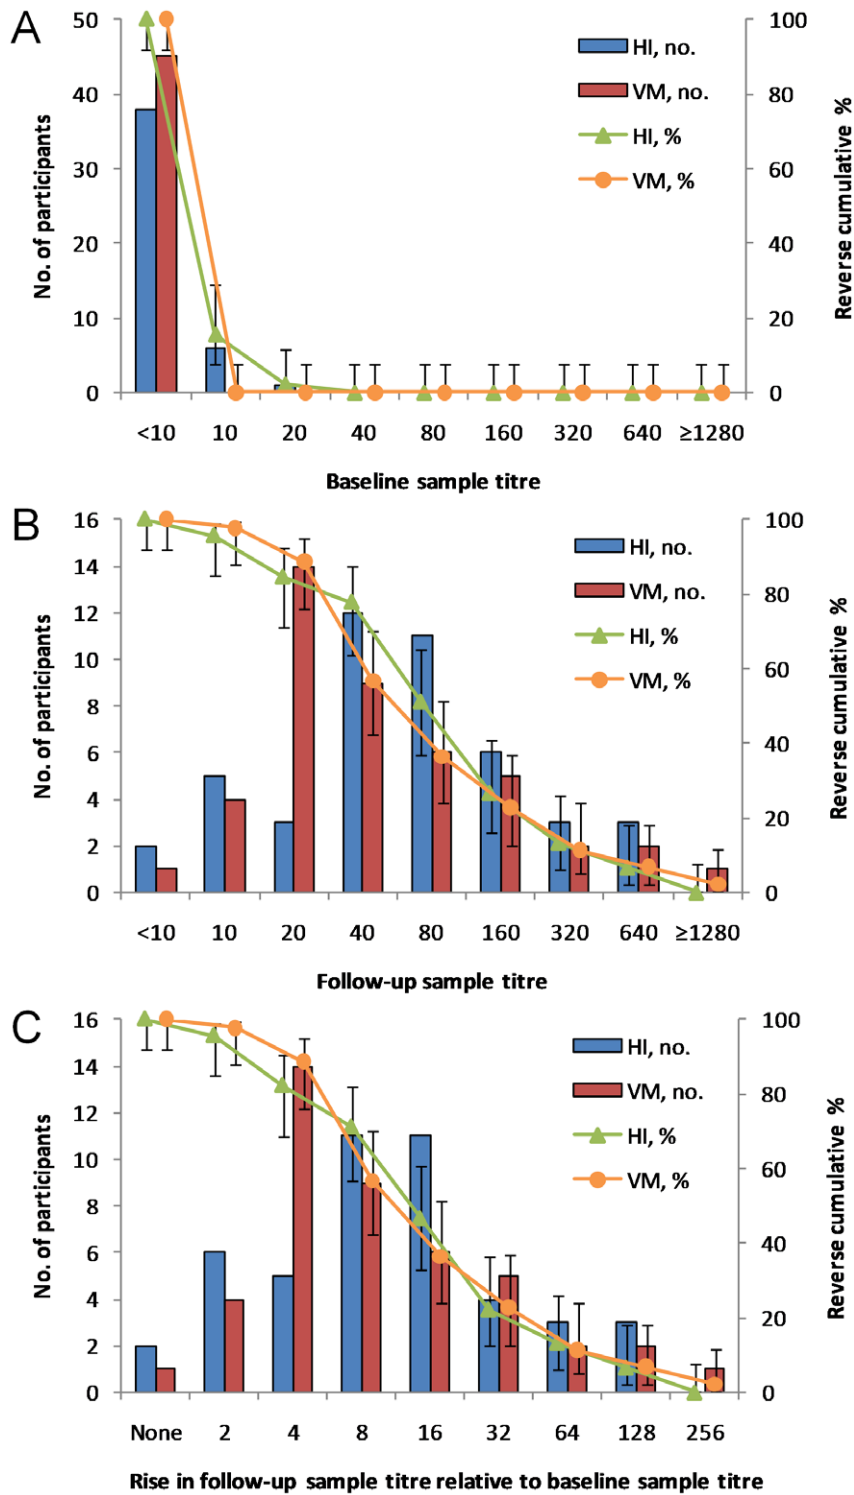 A
50
40
30
20
10
0
100
80
60
40
20
0
No. of participants
Reverse cumulative %
HI, no.
VM, no.
HI, %
VM, %
<10 10 20 40 80 160 320 640 ≥1280
Baseline sample titre
B
16
14
12
10
8
6
4
2
0
100
80
60
40
20
0
No. of participants
Reverse cumulative %
HI, no.
VM, no.
HI, %
VM, %
<10 10 20 40 80 160 320 640 ≥1280
Follow-up sample titre
C
16
14
12
10
8
6
4
2
0
100
80
60
40
20
0
No. of participants
Reverse cumulative %
HI, no.
VM, no.
HI, %
VM, %
None 2 4 8 16 32 64 128 256
Rise in follow-up sample titre relative to baseline sample titre